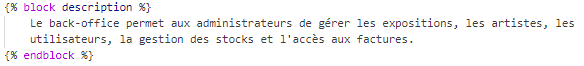 {% block description %}
Le back-office permet aux administrateurs de gérer les expositions, les artistes, les
utilisateurs, la gestion des stocks et l'accès aux factures.
{% endblock %}